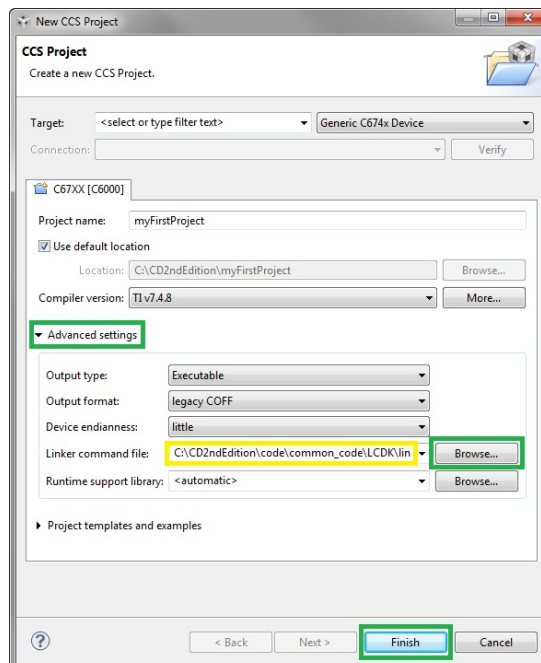 New CCS Project
CCS Project
Create a new CCS Project.
Target: <select or type filter text> Generic C674x Device
Connection: Verify
C67XX [C6000]
Project name: myFirstProject
Use default location
Location: C:\CD2ndEdition\myFirstProject Browse...
Compiler version: TI v7.4.8 More...
Advanced settings
Output type: Executable
Output format: legacy COFF
Device endianness: little
Linker command file: C:\CD2ndEdition\code\common_code\LCDK\lin Browse...
Runtime support library: <automatic> Browse...
Project templates and examples
? < Back Next > Finish Cancel